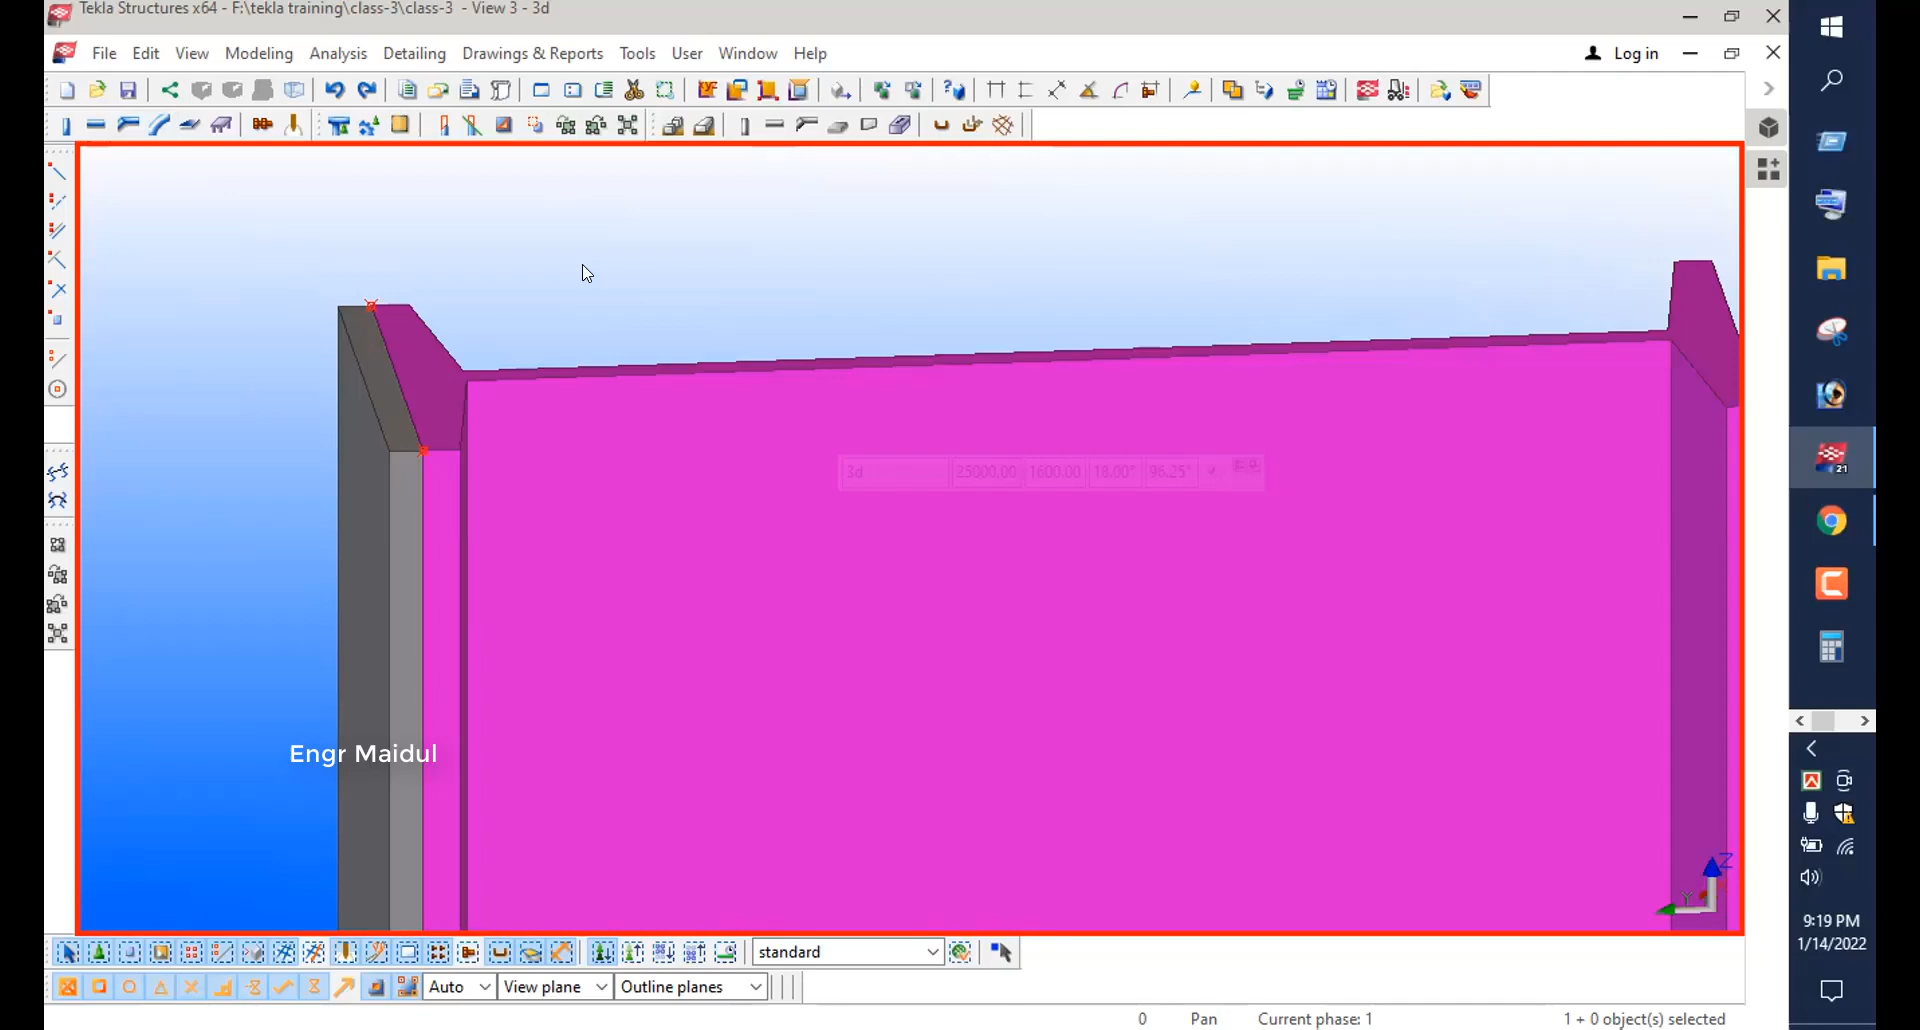 Tekla Structures x64 - F:\tekla training\class-3\class-3 - View 3 - 3d
File Edit View Modeling Analysis Detailing Drawings & Reports Tools User Window Help
Log in
3d 25000.00 1600.00 18.00° 96.25°
21
Engr Maidul
Z
Y
9:19 PM
1/14/2022
standard
Auto View plane Outline planes
0 Pan Current phase: 1 1 + 0 object(s) selected